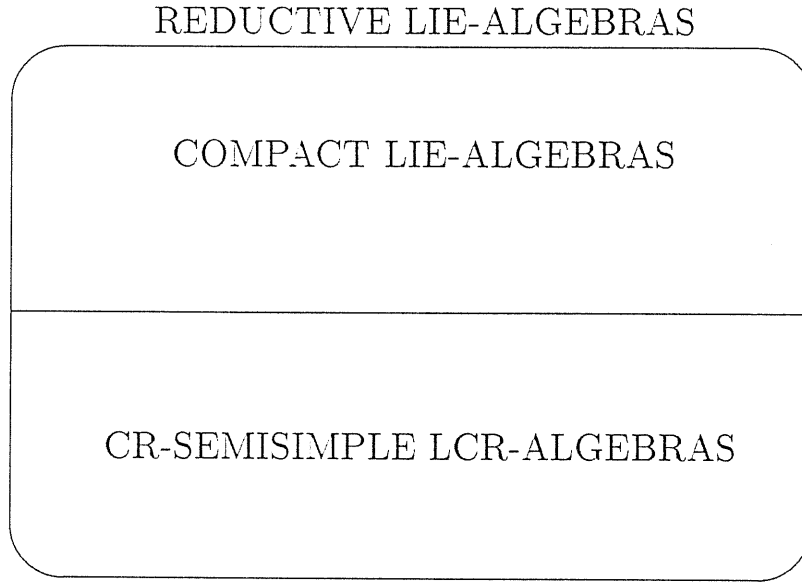 REDUCTIVE LIE-ALGEBRAS
COMPACT LIE-ALGEBRAS
CR-SEMISIMPLE LCR-ALGEBRAS